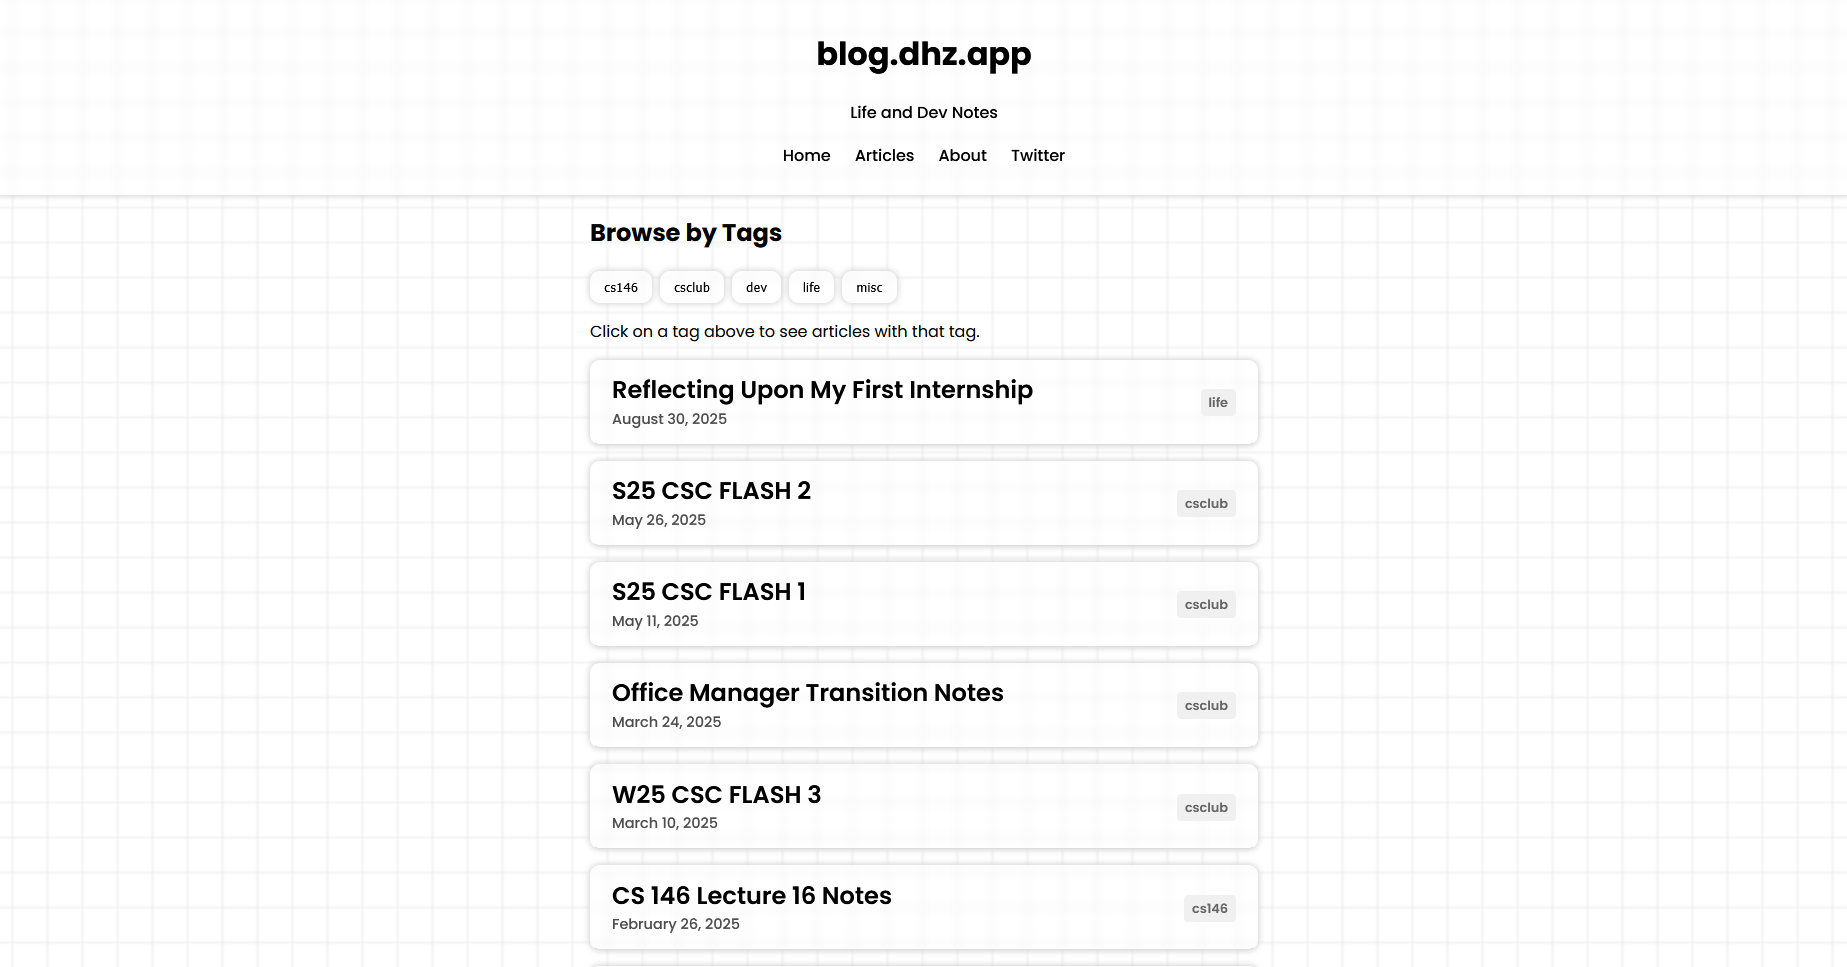 blog.dhz.app
Life and Dev Notes
Home Articles About Twitter
Browse by Tags
cs146 csclub dev life misc
Click on a tag above to see articles with that tag.
Reflecting Upon My First Internship
August 30, 2025
life
S25 CSC FLASH 2
May 26, 2025
csclub
S25 CSC FLASH 1
May 11, 2025
csclub
Office Manager Transition Notes
March 24, 2025
csclub
W25 CSC FLASH 3
March 10, 2025
csclub
CS 146 Lecture 16 Notes
February 26, 2025
cs146